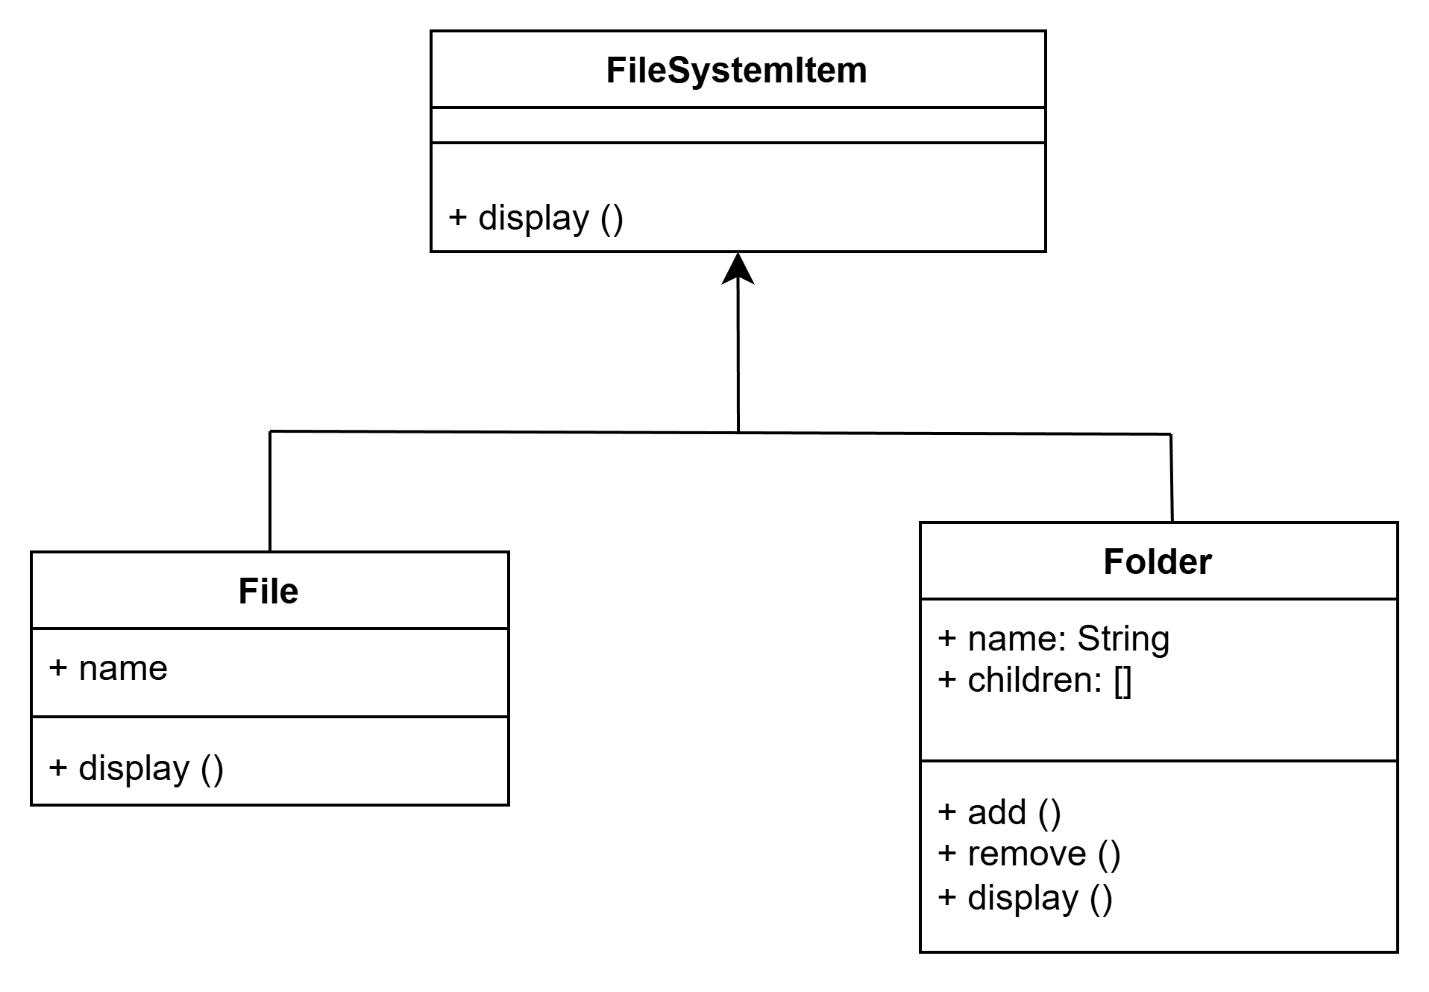 FileSystemItem
+ display ()
File
+ name
+ display ()
Folder
+ name: String
+ children: []
+ add ()
+ remove ()
+ display ()